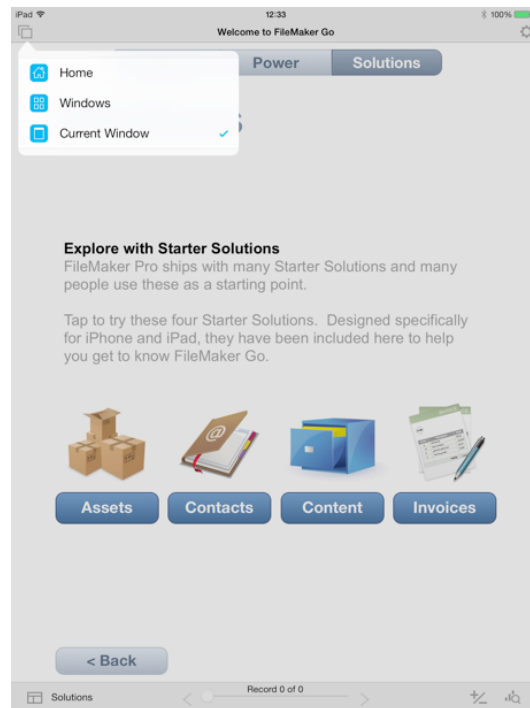 iPad 12:33 100%
Welcome to FileMaker Go
Power Solutions
Home
Windows
Current Window
Explore with Starter Solutions
FileMaker Pro ships with many Starter Solutions and many
people use these as a starting point.
Tap to try these four Starter Solutions. Designed specifically
for iPhone and iPad, they have been included here to help
you get to know FileMaker Go.
Assets Contacts Content Invoices
< Back
Solutions Record 0 of 0